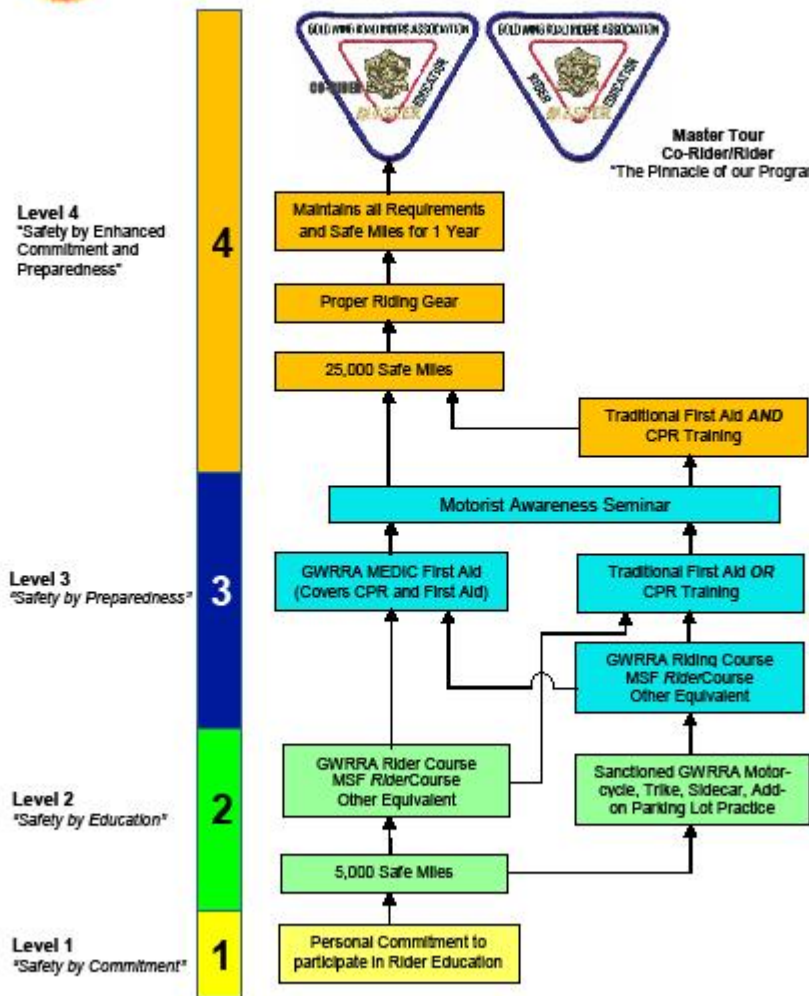 GOLD WING ROAD RIDERS ASSOCIATION
CO-RIDER
EDUCATION
MASTER
GOLD WING ROAD RIDERS ASSOCIATION
RIDER
EDUCATION
MASTER
Master Tour
Co-Rider/Rider
"The Pinnacle of our Program
Level 4
"Safety by Enhanced
Commitment and
Preparedness"
4
Maintains all Requirements
and Safe Miles for 1 Year
Proper Riding Gear
25,000 Safe Miles
Traditional First Aid AND
CPR Training
Motorist Awareness Seminar
Level 3
"Safety by Preparedness"
3
GWRRA MEDIC First Aid
(Covers CPR and First Aid)
Traditional First Aid OR
CPR Training
GWRRA Riding Course
MSF RiderCourse
Other Equivalent
Level 2
"Safety by Education"
2
GWRRA Rider Course
MSF RiderCourse
Other Equivalent
Sanctioned GWRRA Motor-
cycle, Trike, Sidecar, Add-
on Parking Lot Practice
5,000 Safe Miles
Level 1
"Safety by Commitment"
1
Personal Commitment to
participate in Rider Education